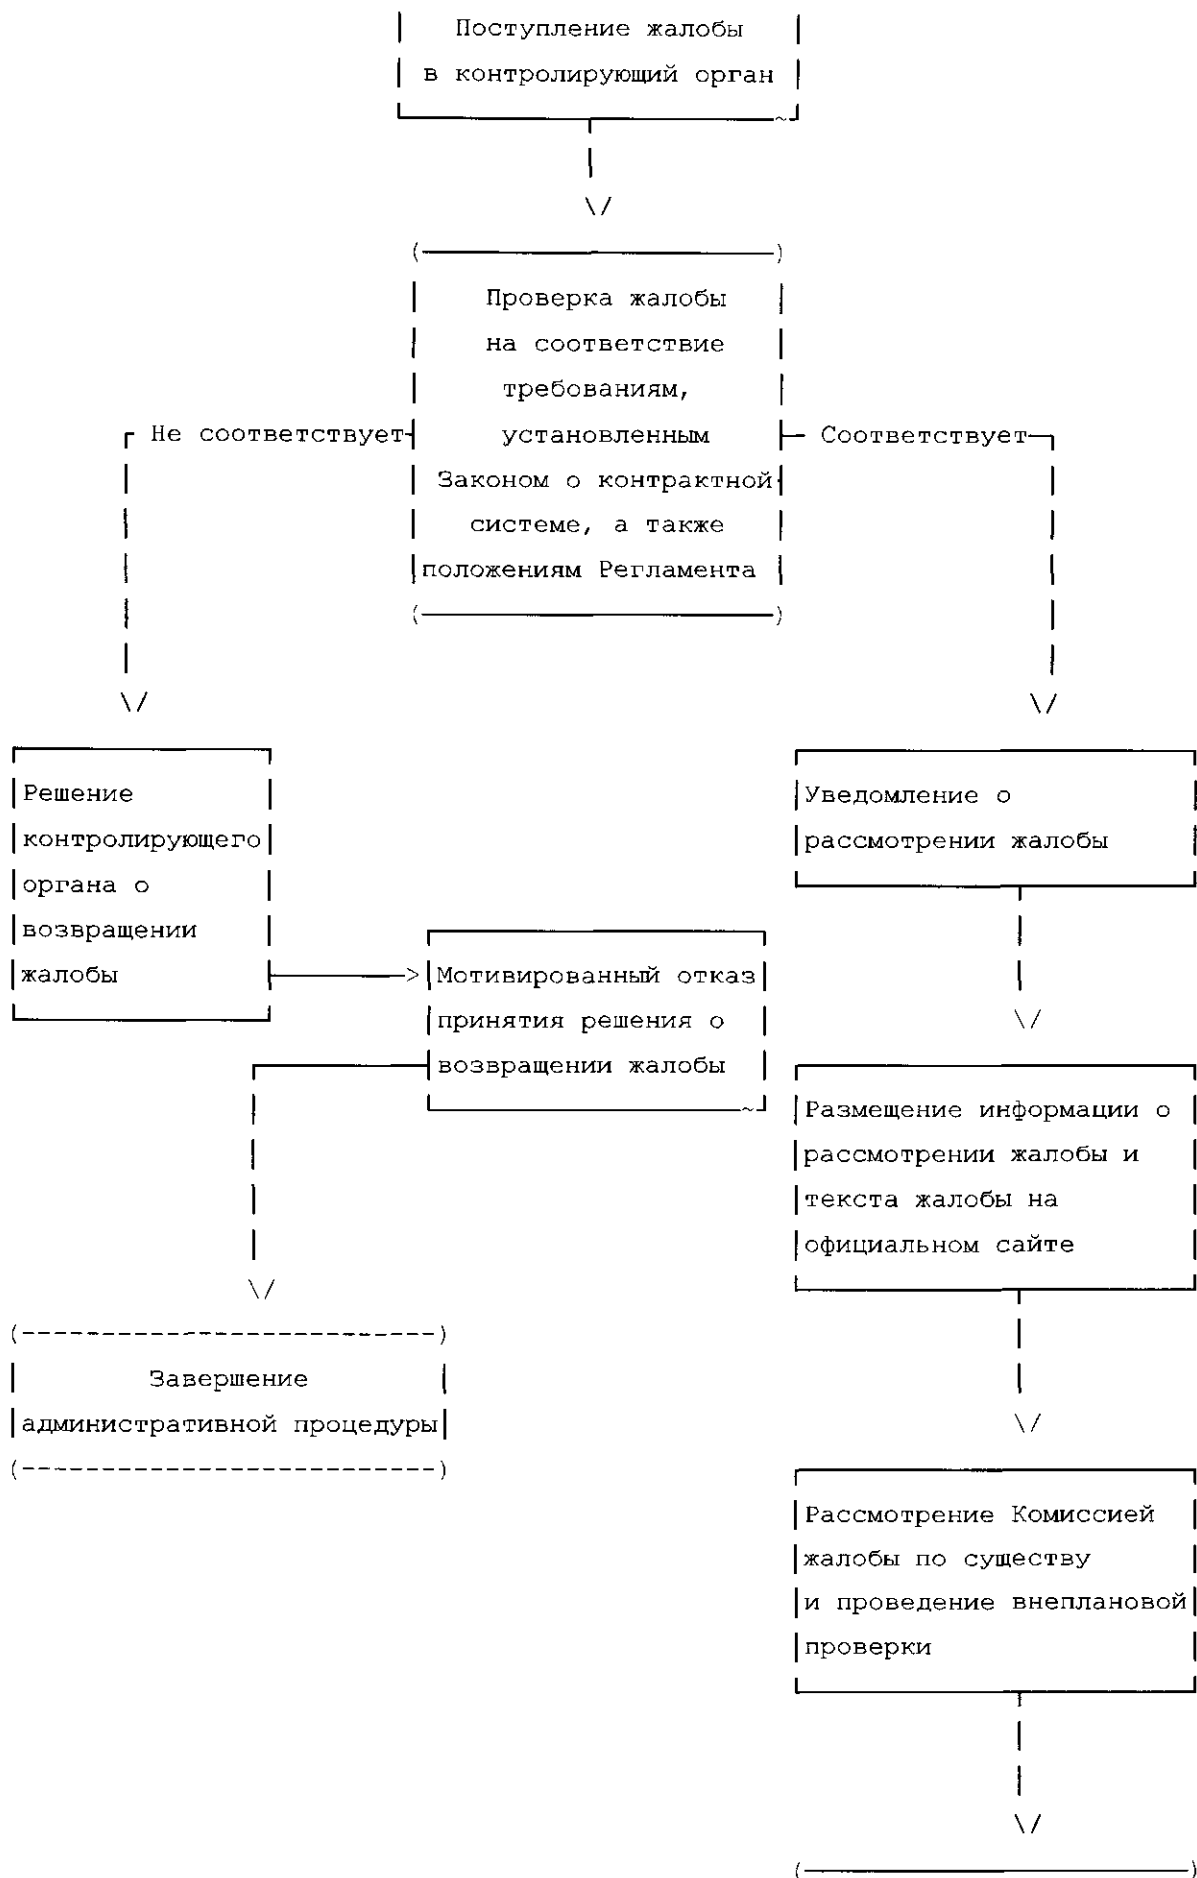 Поступление жалобы
в контролирующий орган
Проверка жалобы
на соответствие
требованиям,
установленным
Законом о контрактной
системе, а также
положениям Регламента
Не соответствует
Соответствует
Решение
контролирующего
органа о
возвращении
жалобы
Мотивированный отказ
принятия решения о
возвращении жалобы
Завершение
административной процедуры
Уведомление о
рассмотрении жалобы
Размещение информации о
рассмотрении жалобы и
текста жалобы на
официальном сайте
Рассмотрение Комиссией
жалобы по существу
и проведение внеплановой
проверки